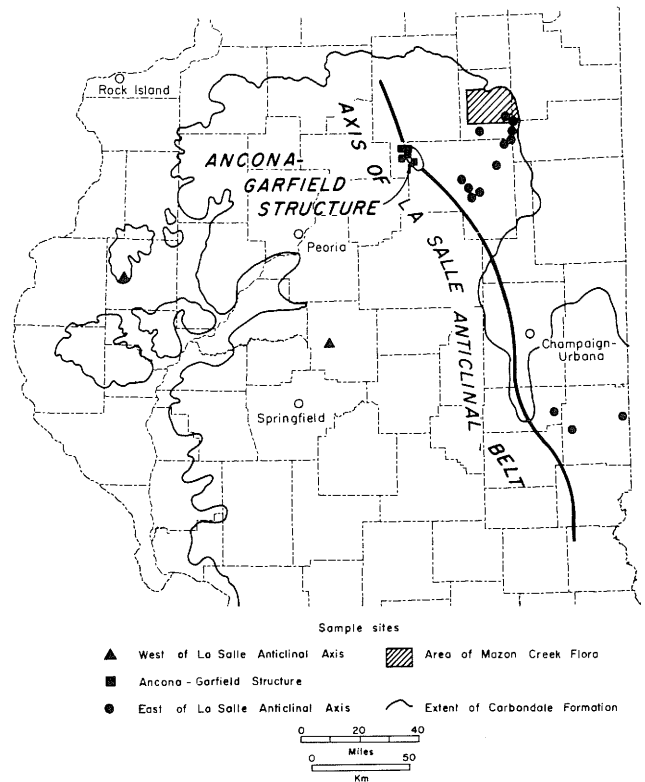 Rock Island
AXIS OF LA SALLE ANTICLINAL BELT
ANCONA-
GARFIELD
STRUCTURE
Peoria
Champaign-
Urbana
Springfield
Sample sites
West of La Salle Anticlinal Axis
Area of Mazon Creek Flora
Ancona - Garfield Structure
East of La Salle Anticlinal Axis
Extent of Carbondale Formation
0 20 40
Miles
0 50
Km